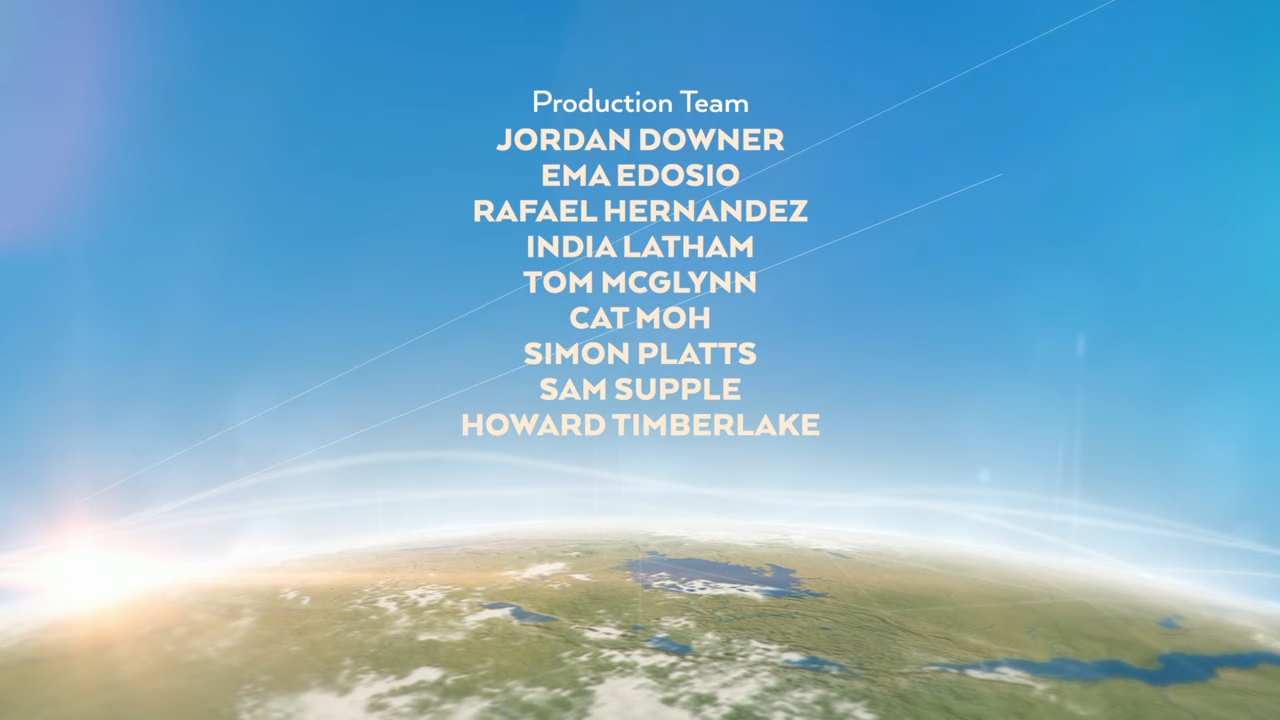 Production Team
JORDAN DOWNER
EMA EDOSIO
RAFAEL HERNANDEZ
INDIA LATHAM
TOM MCGLYNN
CAT MOH
SIMON PLATTS
SAM SUPPLE
HOWARD TIMBERLAKE